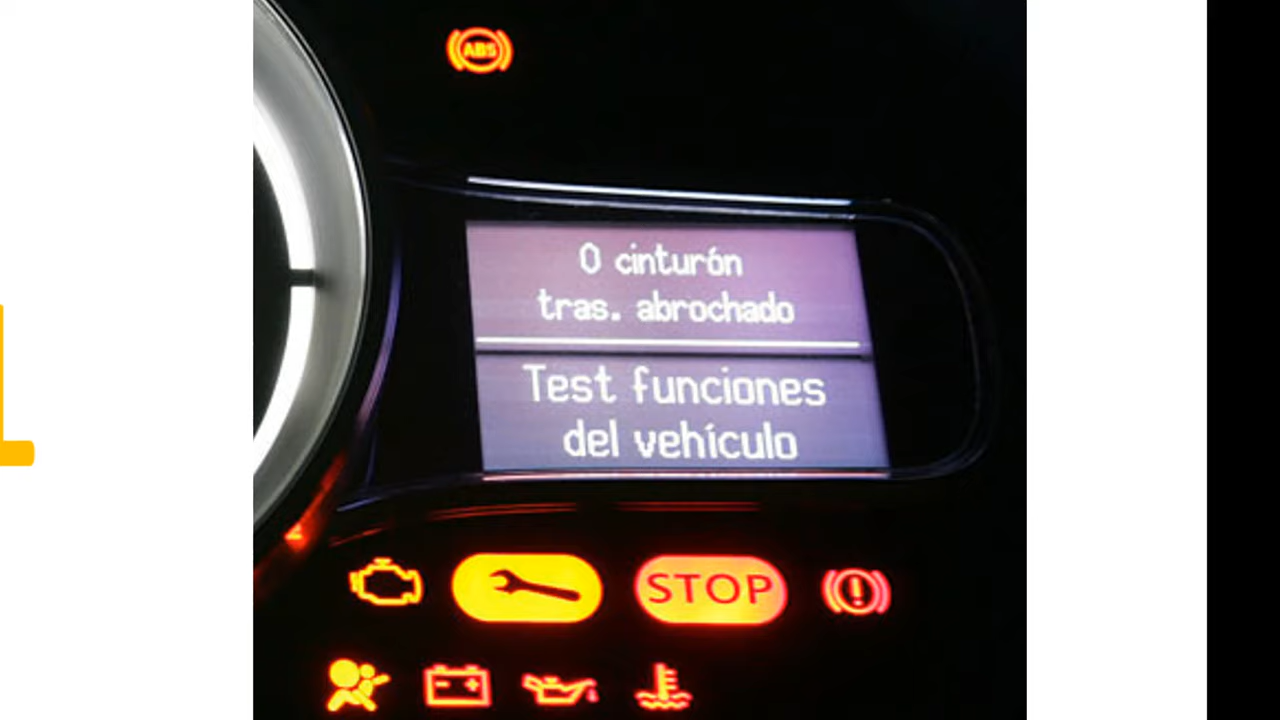 ABS
0 cinturón
tras. abrochado
Test funciones
del vehículo
STOP